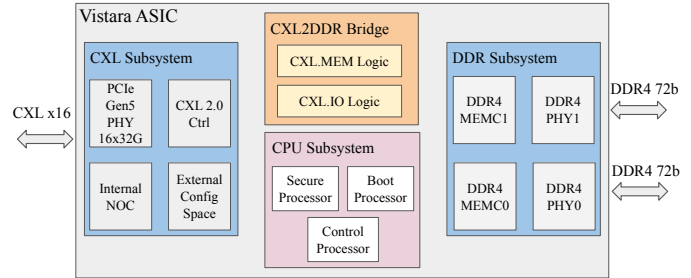 Vistara ASIC
CXL x16
CXL Subsystem
PCIe
Gen5
PHY
16x32G
CXL 2.0
Ctrl
Internal
NOC
External
Config
Space
CXL2DDR Bridge
CXL.MEM Logic
CXL.IO Logic
CPU Subsystem
Secure
Processor
Boot
Processor
Control
Processor
DDR Subsystem
DDR4
MEMC1
DDR4
PHY1
DDR4
MEMC0
DDR4
PHY0
DDR4 72b
DDR4 72b